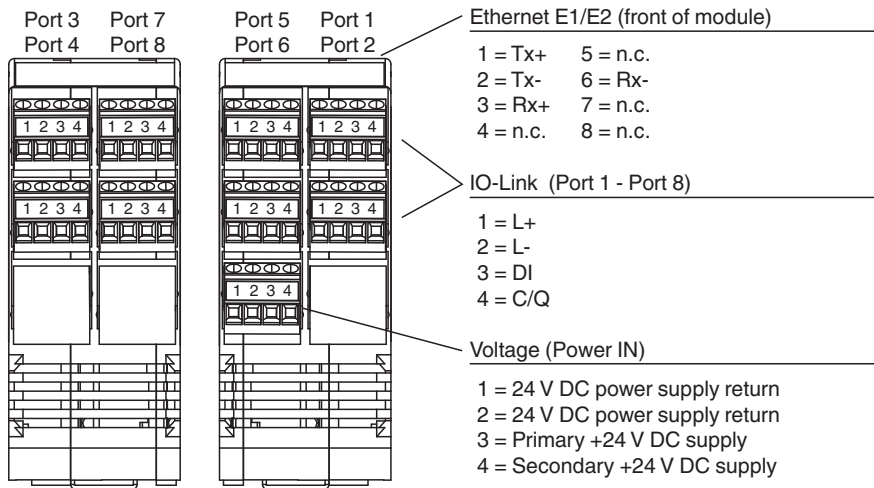 Port 3 Port 7 Port 5 Port 1
Port 4 Port 8 Port 6 Port 2
1 2 3 4 1 2 3 4 1 2 3 4 1 2 3 4
1 2 3 4 1 2 3 4 1 2 3 4 1 2 3 4
1 2 3 4
Ethernet E1/E2 (front of module)
1 = Tx+ 5 = n.c.
2 = Tx- 6 = Rx-
3 = Rx+ 7 = n.c.
4 = n.c. 8 = n.c.
IO-Link (Port 1 - Port 8)
1 = L+
2 = L-
3 = DI
4 = C/Q
Voltage (Power IN)
1 = 24 V DC power supply return
2 = 24 V DC power supply return
3 = Primary +24 V DC supply
4 = Secondary +24 V DC supply